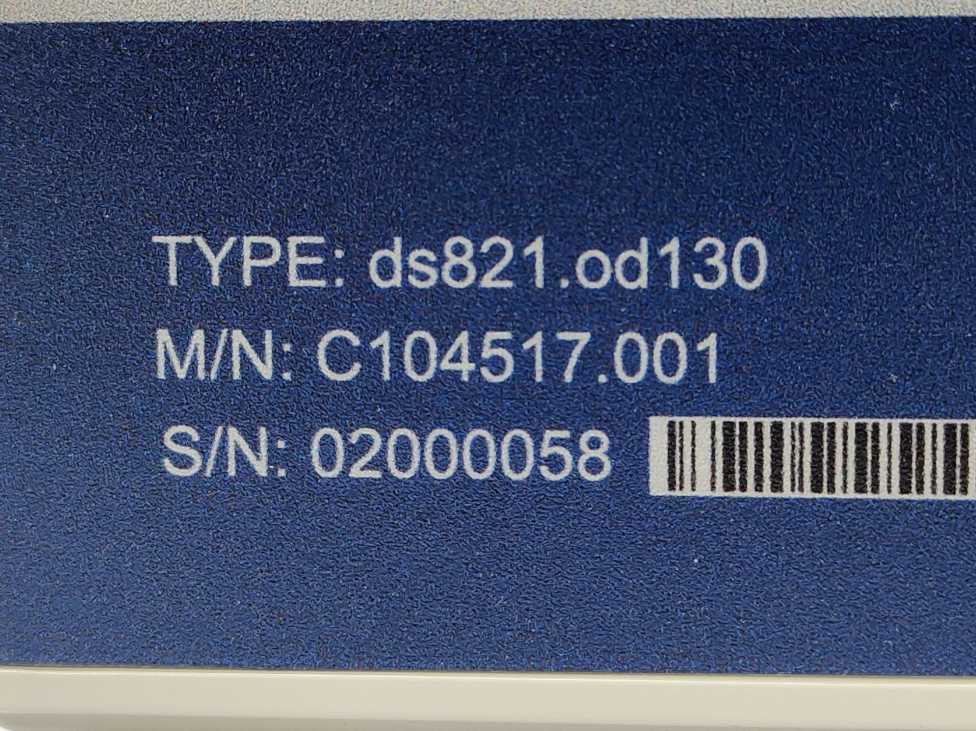 TYPE: ds821.od130
M/N: C104517.001
S/N: 02000058